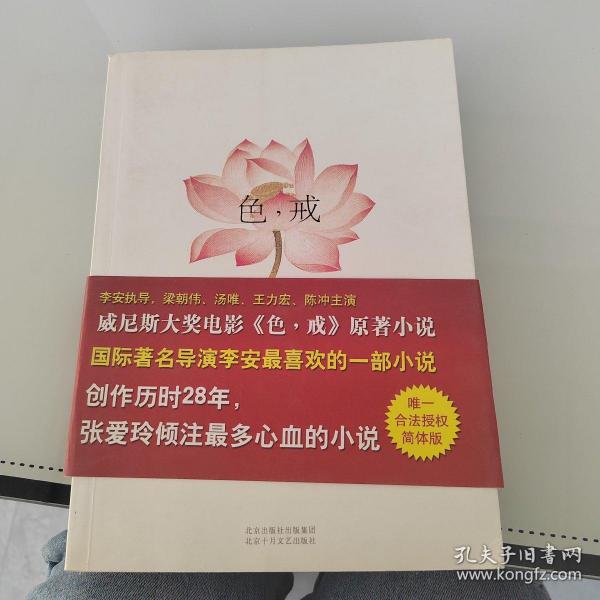 色，戒
李安执导，梁朝伟、汤唯、王力宏、陈冲主演
威尼斯大奖电影《色，戒》原著小说
国际著名导演李安最喜欢的一部小说
创作历时28年，
张爱玲倾注最多心血的小说
唯一
合法授权
简体版
北京出版社出版集团
北京十月文艺出版社
孔夫子旧书网
www.kongfz.com